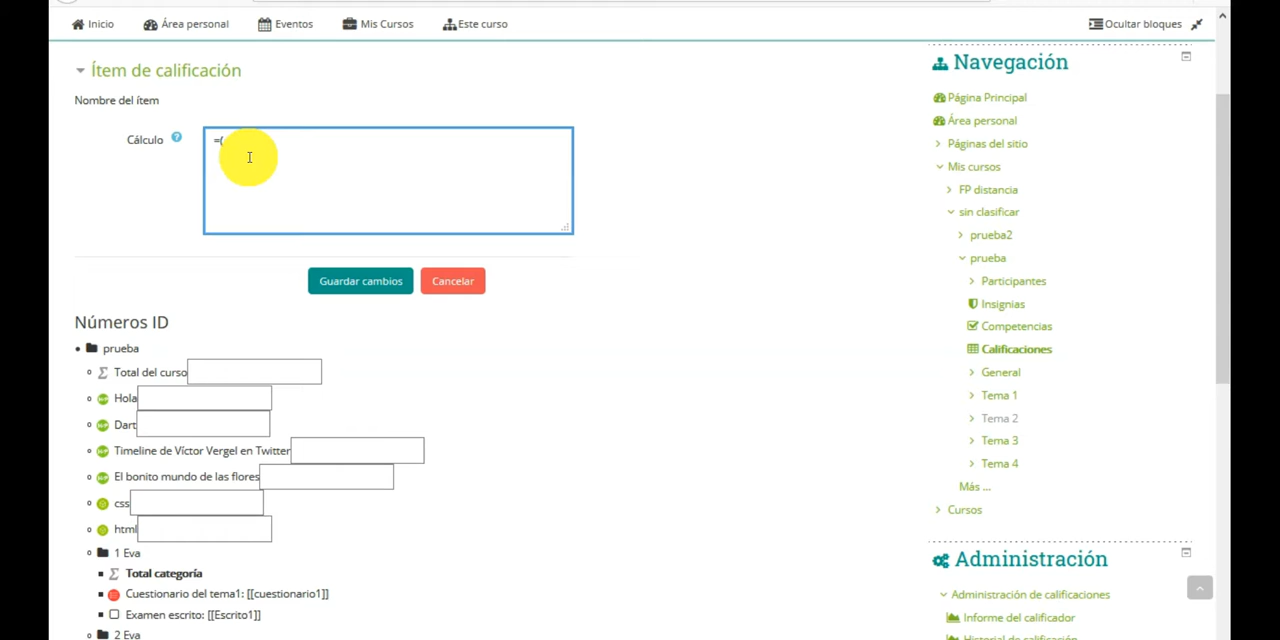 Inicio Área personal Eventos Mis Cursos Este curso Ocultar bloques
Ítem de calificación
Nombre del ítem
Cálculo
=(
Guardar cambios Cancelar
Números ID
prueba
Total del curso
Hola
Dart
Timeline de Víctor Vergel en Twitter
El bonito mundo de las flores
css
html
1 Eva
Total categoría
Cuestionario del tema1: [[cuestionario1]]
Examen escrito: [[Escrito1]]
2 Eva
Navegación
Página Principal
Área personal
Páginas del sitio
Mis cursos
FP distancia
sin clasificar
prueba2
prueba
Participantes
Insignias
Competencias
Calificaciones
General
Tema 1
Tema 2
Tema 3
Tema 4
Más ...
Cursos
Administración
Administración de calificaciones
Informe del calificador
Historial de calificación